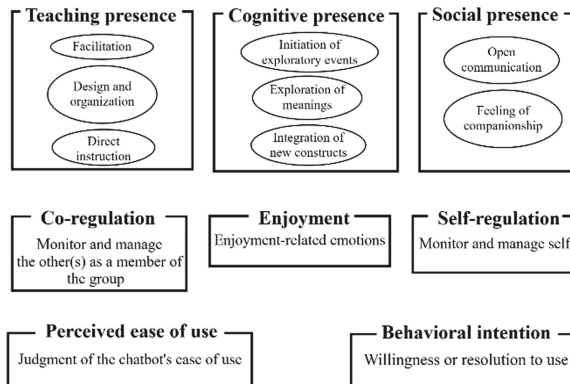 Teaching presence
Facilitation
Design and
organization
Direct
instruction
Cognitive presence
Initiation of
exploratory events
Exploration of
meanings
Integration of
new constructs
Social presence
Open
communication
Feeling of
companionship
Co-regulation
Monitor and manage
the other(s) as a member of
the group
Enjoyment
Enjoyment-related emotions
Self-regulation
Monitor and manage self
Perceived ease of use
Judgment of the chatbot's ease of use
Behavioral intention
Willingness or resolution to use